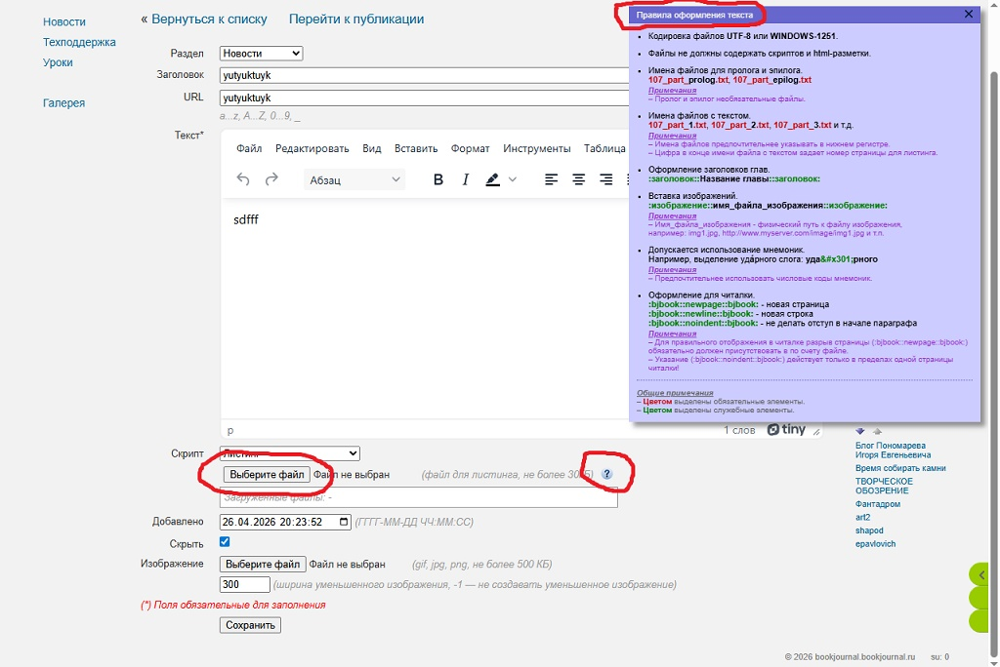 Новости
Техподдержка
Уроки
Галерея
« Вернуться к списку Перейти к публикации
Раздел Новости
Заголовок yutyuktuyk
URL yutyuktuyk
a...z, A...Z, 0...9, _
Текст*
Файл Редактировать Вид Вставить Формат Инструменты Таблица
Абзац B I
sdfff
p 1 слов tiny
Скрипт Листинг
Выберите файл Файл не выбран (файл для листинга, не более 30 КБ) ?
Загруженные файлы: -
Добавлено 26.04.2026 20:23:52 (ГГГГ-ММ-ДД ЧЧ:ММ:СС)
Скрыть
Изображение Выберите файл Файл не выбран (gif, jpg, png, не более 500 КБ)
300 (ширина уменьшенного изображения, -1 — не создавать уменьшенное изображение)
(*) Поля обязательные для заполнения
Сохранить
Правила оформления текста
• Кодировка файлов UTF-8 или WINDOWS-1251.
• Файлы не должны содержать скриптов и html-разметки.
• Имена файлов для пролога и эпилога.
107_part_prolog.txt, 107_part_epilog.txt
Примечания
– Пролог и эпилог необязательные файлы.
• Имена файлов с текстом.
107_part_1.txt, 107_part_2.txt, 107_part_3.txt и т.д.
Примечания
– Имена файлов предпочтительнее указывать в нижнем регистре.
– Цифра в конце имени файла с текстом задает номер страницы для листинга.
• Оформление заголовков глав.
:заголовок::Название главы::заголовок:
• Вставка изображений.
:изображение::имя_файла_изображения::изображение:
Примечания
– Имя_файла_изображения - физический путь к файлу изображения,
например: img1.jpg, http://www.myserver.com/image/img1.jpg и т.п.
• Допускается использование мнемоник.
Например, выделение уда́рного слога: уда&#x301;рного
Примечания
– Предпочтительнее использовать числовые коды мнемоник.
• Оформление для читалки.
:bjbook::newpage::bjbook: - новая страница
:bjbook::newline::bjbook: - новая строка
:bjbook::noindent::bjbook: - не делать отступ в начале параграфа
Примечания
– Для правильного отображения в читалке разрыв страницы (:bjbook::newpage::bjbook:)
обязательно должен присутствовать в по счету файле.
– Указание (:bjbook::noindent::bjbook:) действует только в пределах одной страницы
читалки!
Общие примечания
– Цветом выделены обязательные элементы.
– Цветом выделены служебные элементы.
Блог Пономарева
Игоря Евгеньевича
Время собирать камни
ТВОРЧЕСКОЕ
ОБОЗРЕНИЕ
Фантадром
art2
shapod
epavlovich
© 2026 bookjournal.bookjournal.ru su: 0